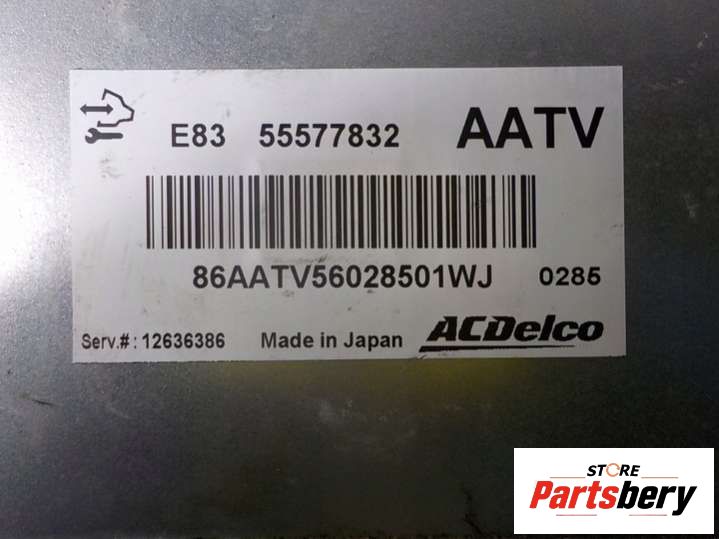 E83 55577832 AATV
86AATV56028501WJ 0285
Serv.#: 12636386 Made in Japan ACDelco
STORE
Partsbery